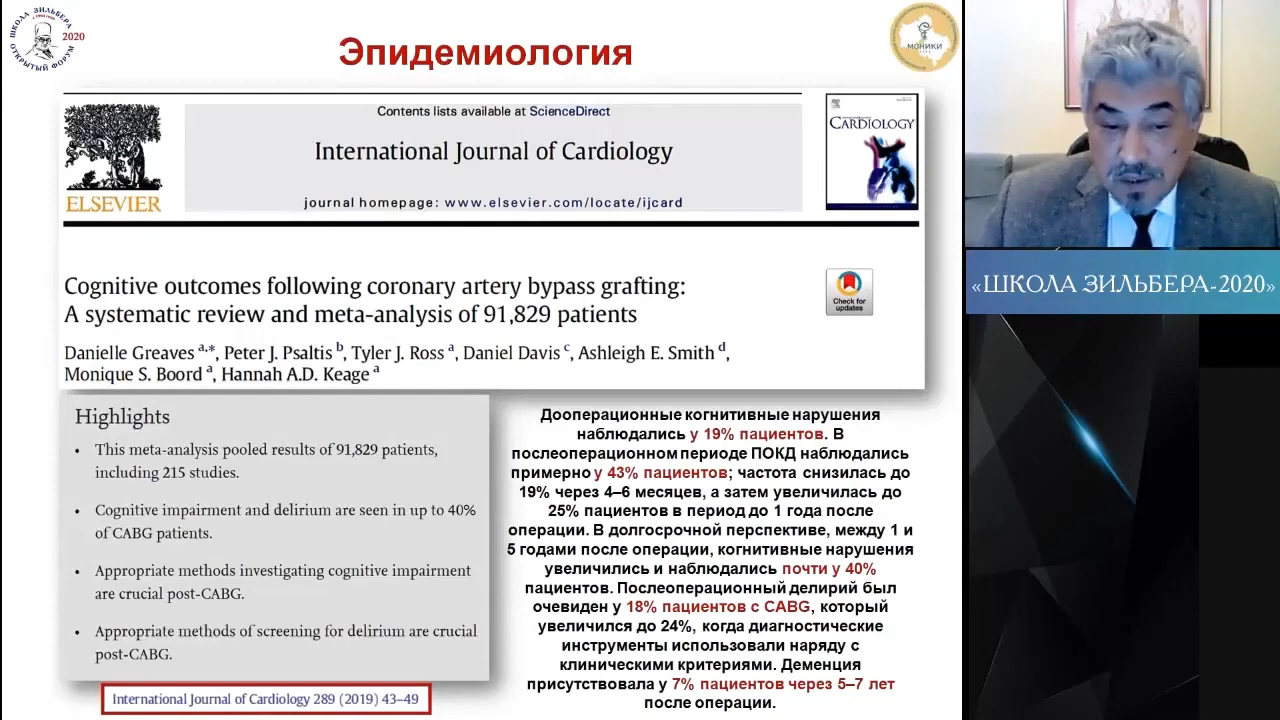 ШКОЛА ЗИЛЬБЕРА
ОТКРЫТЫЙ ФОРУМ
2020
Эпидемиология
МОНИКИ
Contents lists available at ScienceDirect
International Journal of Cardiology
journal homepage: www.elsevier.com/locate/ijcard
ELSEVIER
CARDIOLOGY
Cognitive outcomes following coronary artery bypass grafting:
A systematic review and meta-analysis of 91,829 patients
Check for
updates
Danielle Greaves a,*, Peter J. Psaltis b, Tyler J. Ross a, Daniel Davis c, Ashleigh E. Smith d,
Monique S. Boord a, Hannah A.D. Keage a
Highlights
• This meta-analysis pooled results of 91,829 patients,
including 215 studies.
• Cognitive impairment and delirium are seen in up to 40%
of CABG patients.
• Appropriate methods investigating cognitive impairment
are crucial post-CABG.
• Appropriate methods of screening for delirium are crucial
post-CABG.
International Journal of Cardiology 289 (2019) 43–49
Дооперационные когнитивные нарушения
наблюдались у 19% пациентов. В
послеоперационном периоде ПОКД наблюдались
примерно у 43% пациентов; частота снизилась до
19% через 4–6 месяцев, а затем увеличилась до
25% пациентов в период до 1 года после
операции. В долгосрочной перспективе, между 1 и
5 годами после операции, когнитивные нарушения
увеличились и наблюдались почти у 40%
пациентов. Послеоперационный делирий был
очевиден у 18% пациентов с CABG, который
увеличился до 24%, когда диагностические
инструменты использовали наряду с
клиническими критериями. Деменция
присутствовала у 7% пациентов через 5–7 лет
после операции.
«ШКОЛА ЗИЛЬБЕРА-2020»